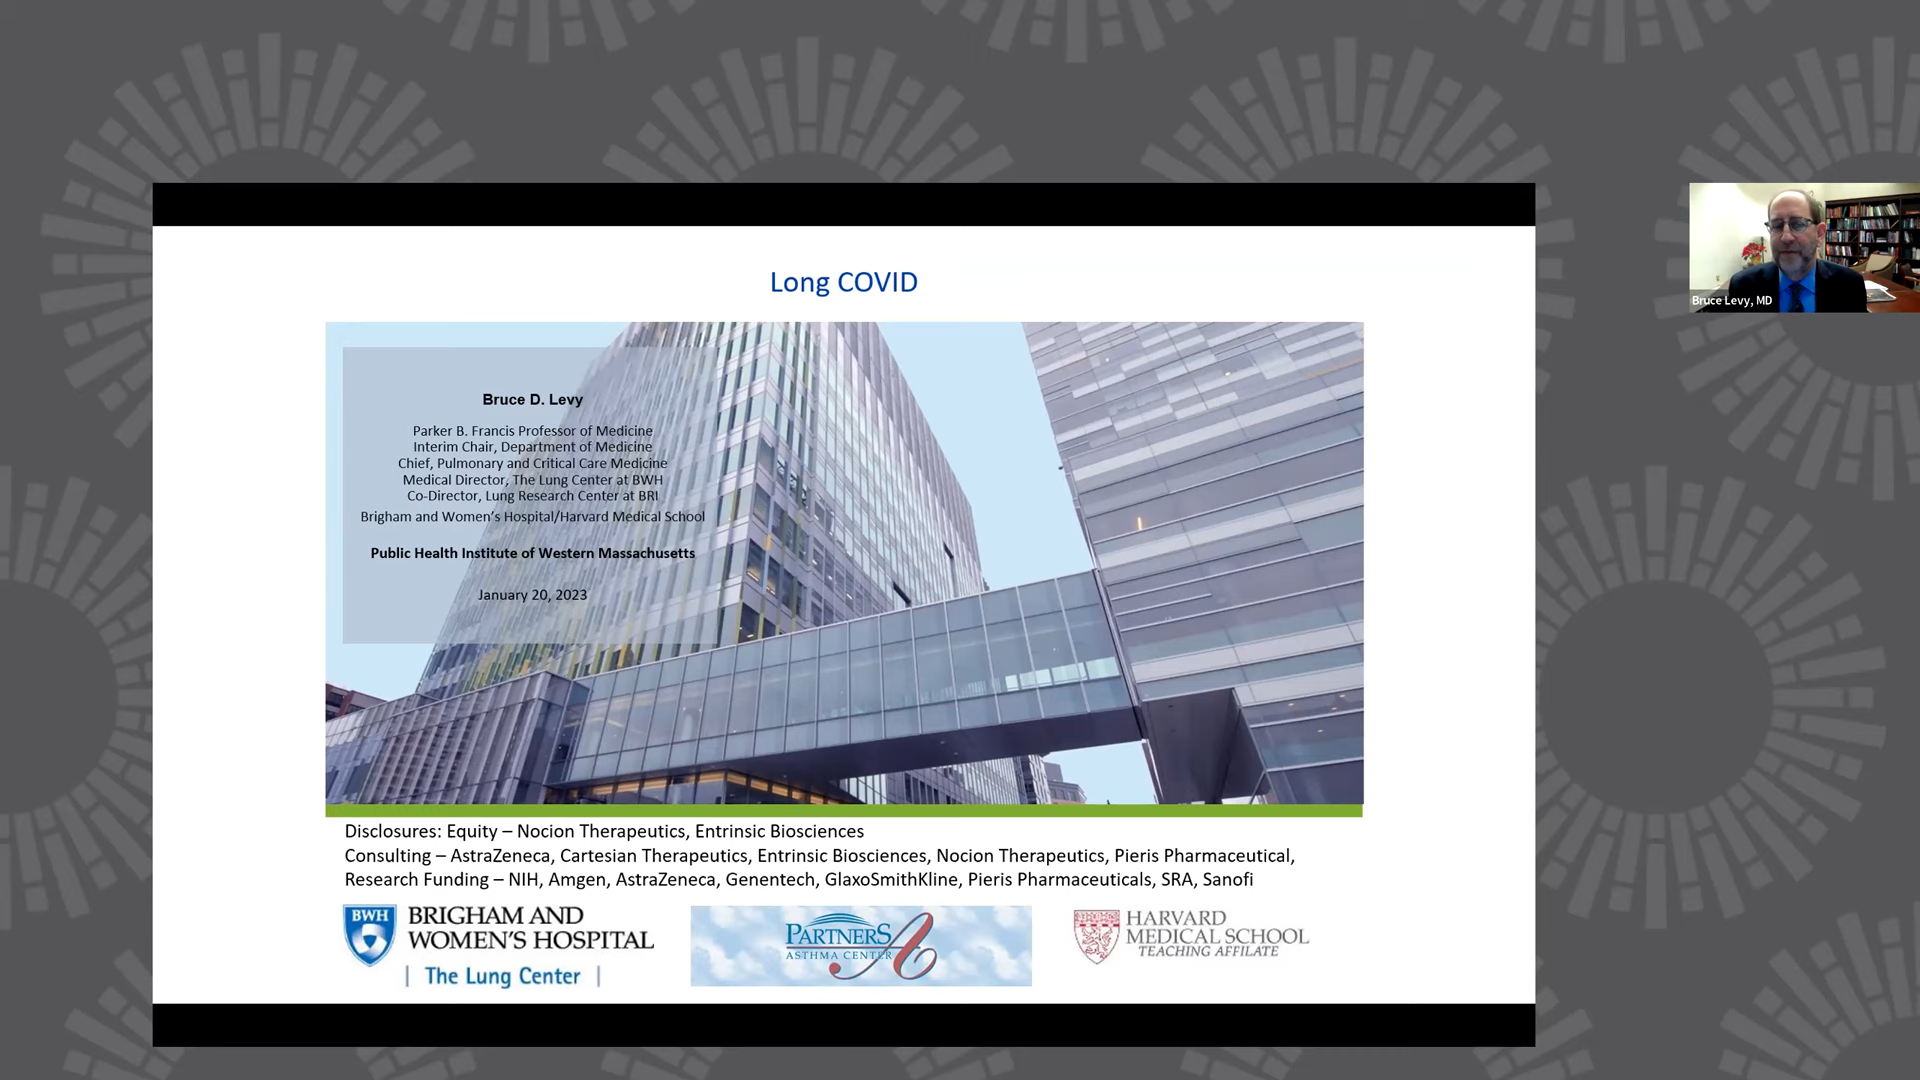 Long COVID
Bruce Levy, MD
Bruce D. Levy
Parker B. Francis Professor of Medicine
Interim Chair, Department of Medicine
Chief, Pulmonary and Critical Care Medicine
Medical Director, The Lung Center at BWH
Co-Director, Lung Research Center at BRI
Brigham and Women's Hospital/Harvard Medical School
Public Health Institute of Western Massachusetts
January 20, 2023
Disclosures: Equity – Nocion Therapeutics, Entrinsic Biosciences
Consulting – AstraZeneca, Cartesian Therapeutics, Entrinsic Biosciences, Nocion Therapeutics, Pieris Pharmaceutical,
Research Funding – NIH, Amgen, AstraZeneca, Genentech, GlaxoSmithKline, Pieris Pharmaceuticals, SRA, Sanofi
BWH
BRIGHAM AND
WOMEN'S HOSPITAL
| The Lung Center |
PARTNERS
ASTHMA CENTER
A
HARVARD
MEDICAL SCHOOL
TEACHING AFFILATE